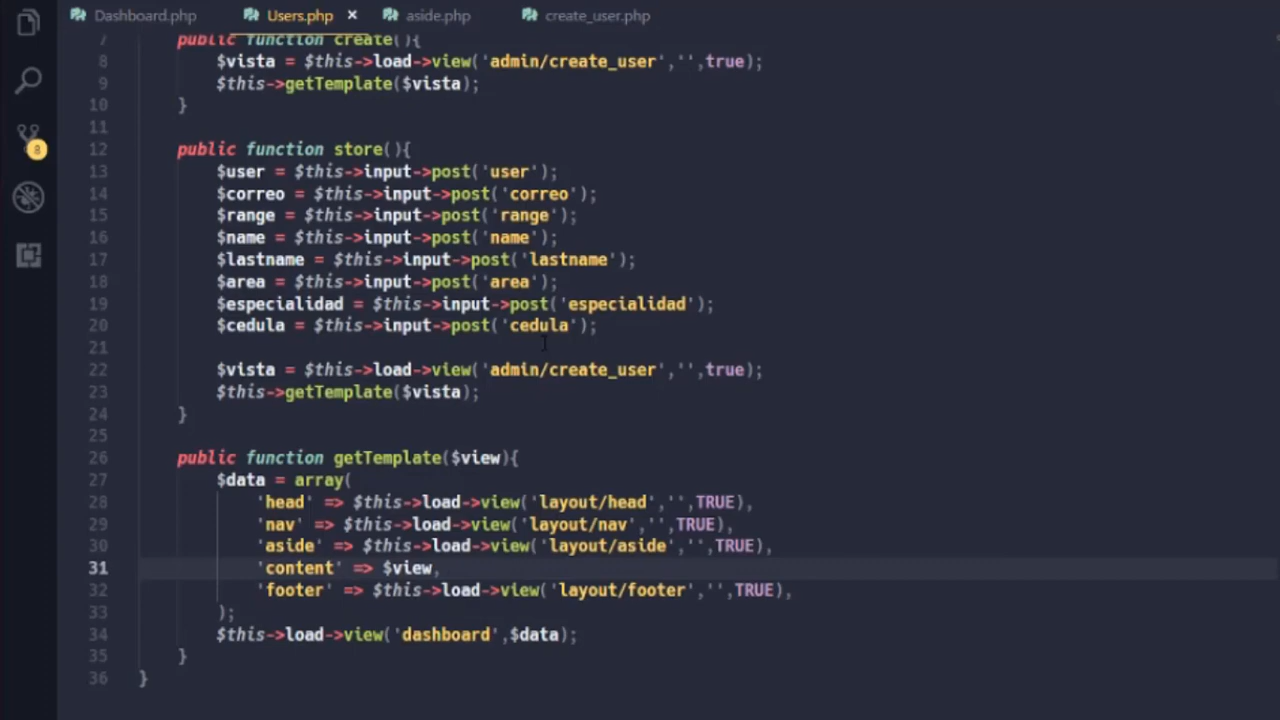 Dashboard.php Users.php × aside.php create_user.php
7 public function create(){
8 $vista = $this->load->view('admin/create_user','',true);
9 $this->getTemplate($vista);
10 }
11
12 public function store(){
13 $user = $this->input->post('user');
14 $correo = $this->input->post('correo');
15 $range = $this->input->post('range');
16 $name = $this->input->post('name');
17 $lastname = $this->input->post('lastname');
18 $area = $this->input->post('area');
19 $especialidad = $this->input->post('especialidad');
20 $cedula = $this->input->post('cedula');
21
22 $vista = $this->load->view('admin/create_user','',true);
23 $this->getTemplate($vista);
24 }
25
26 public function getTemplate($view){
27 $data = array(
28 'head' => $this->load->view('layout/head','',TRUE),
29 'nav' => $this->load->view('layout/nav','',TRUE),
30 'aside' => $this->load->view('layout/aside','',TRUE),
31 'content' => $view,
32 'footer' => $this->load->view('layout/footer','',TRUE),
33 );
34 $this->load->view('dashboard',$data);
35 }
36 }
8